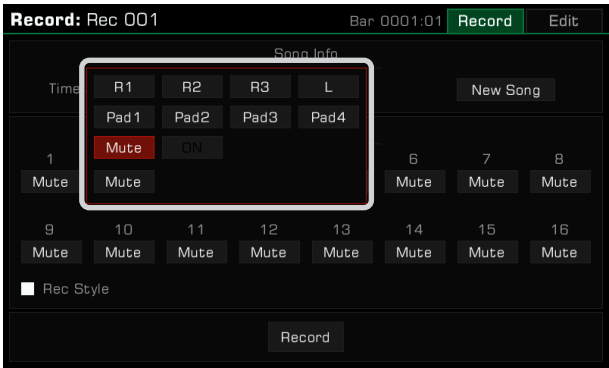 Record: Rec 001 Bar 0001:01 Record Edit
Song Info
Time New Song
R1 R2 R3 L
Pad1 Pad2 Pad3 Pad4
Mute ON
1 6 7 8
Mute Mute Mute Mute Mute
9 10 11 12 13 14 15 16
Mute Mute Mute Mute Mute Mute Mute Mute
Rec Style
Record